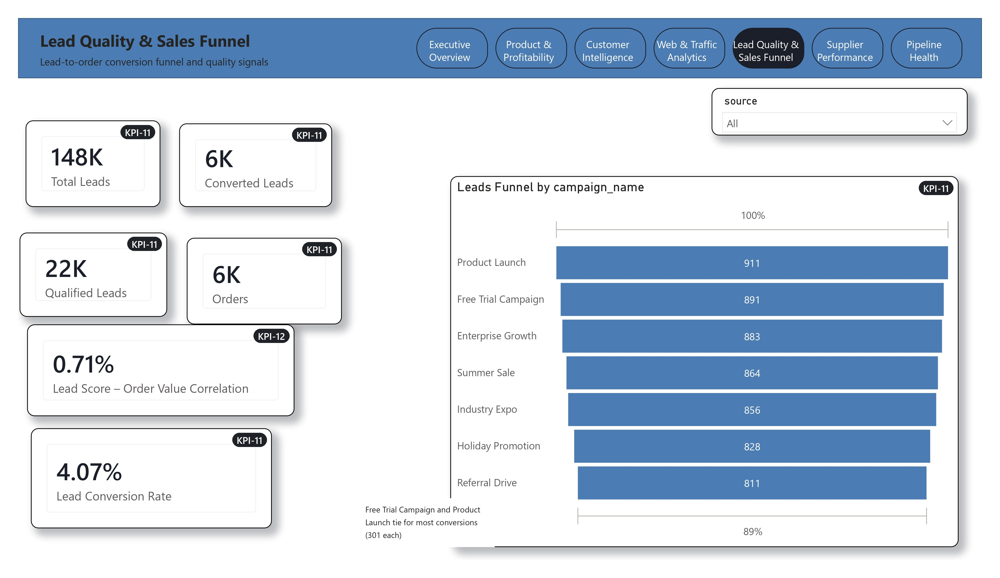 Lead Quality & Sales Funnel
Lead-to-order conversion funnel and quality signals
Executive
Overview
Product &
Profitability
Customer
Intelligence
Web & Traffic
Analytics
Lead Quality &
Sales Funnel
Supplier
Performance
Pipeline
Health
source
All
KPI-11
148K
Total Leads
KPI-11
6K
Converted Leads
KPI-11
22K
Qualified Leads
KPI-11
6K
Orders
KPI-12
0.71%
Lead Score – Order Value Correlation
KPI-11
4.07%
Lead Conversion Rate
Leads Funnel by campaign_name
KPI-11
100%
Product Launch 911
Free Trial Campaign 891
Enterprise Growth 883
Summer Sale 864
Industry Expo 856
Holiday Promotion 828
Referral Drive 811
89%
Free Trial Campaign and Product
Launch tie for most conversions
(301 each)